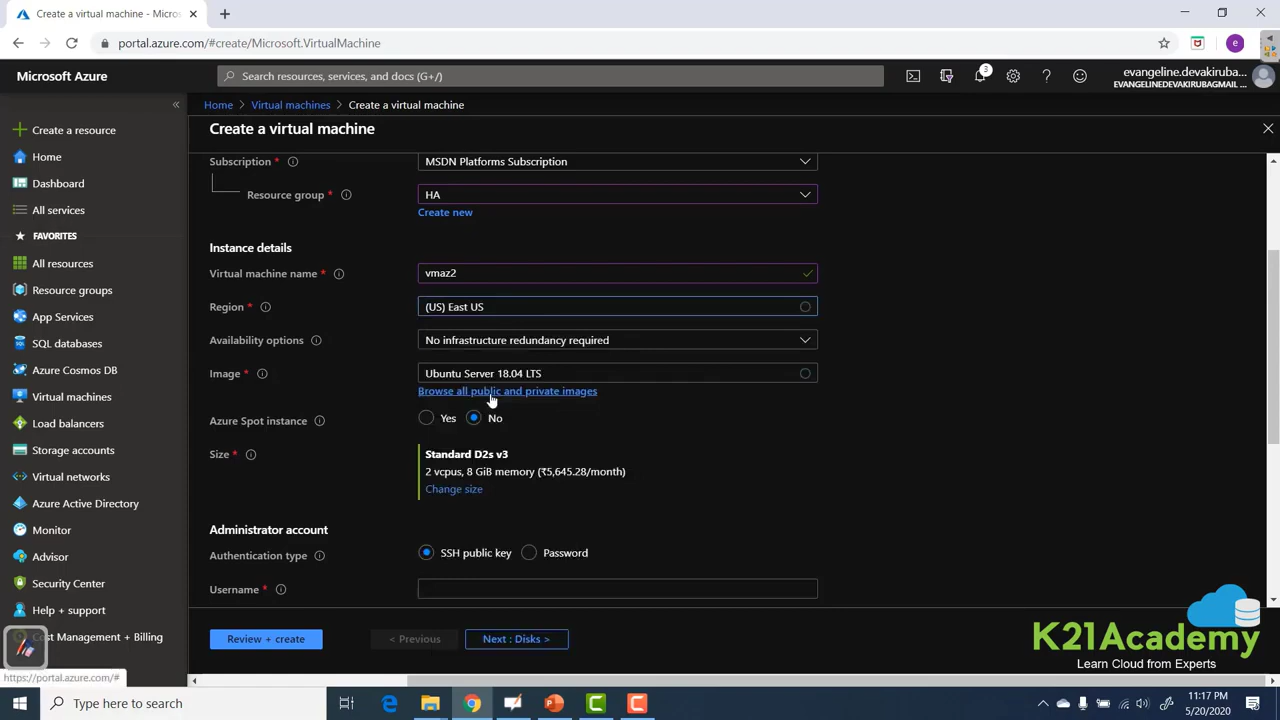 Create a virtual machine - Micros
portal.azure.com/#create/Microsoft.VirtualMachine
e
Microsoft Azure
Search resources, services, and docs (G+/)
3
evangeline.devakiruba...
EVANGELINEDEVAKIRUBAGMAIL ...
Home > Virtual machines > Create a virtual machine
Create a virtual machine
Create a resource
Home
Dashboard
All services
FAVORITES
All resources
Resource groups
App Services
SQL databases
Azure Cosmos DB
Virtual machines
Load balancers
Storage accounts
Virtual networks
Azure Active Directory
Monitor
Advisor
Security Center
Help + support
Cost Management + Billing
https://portal.azure.com/#
Subscription * MSDN Platforms Subscription
Resource group * HA
Create new
Instance details
Virtual machine name * vmaz2
Region * (US) East US
Availability options No infrastructure redundancy required
Image * Ubuntu Server 18.04 LTS
Browse all public and private images
Azure Spot instance Yes No
Size * Standard D2s v3
2 vcpus, 8 GiB memory (₹5,645.28/month)
Change size
Administrator account
Authentication type SSH public key Password
Username *
Review + create < Previous Next : Disks >
K21Academy
Learn Cloud from Experts
Type here to search
11:17 PM
5/20/2020